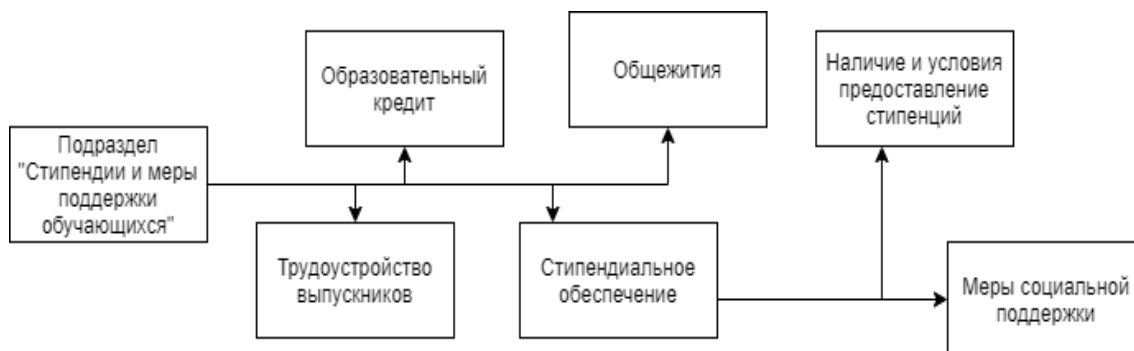 Подраздел
"Стипендии и меры
поддержки
обучающихся"
Образовательный
кредит
Общежития
Наличие и условия
предоставление
стипенций
Трудоустройство
выпускников
Стипендиальное
обеспечение
Меры социальной
поддержки